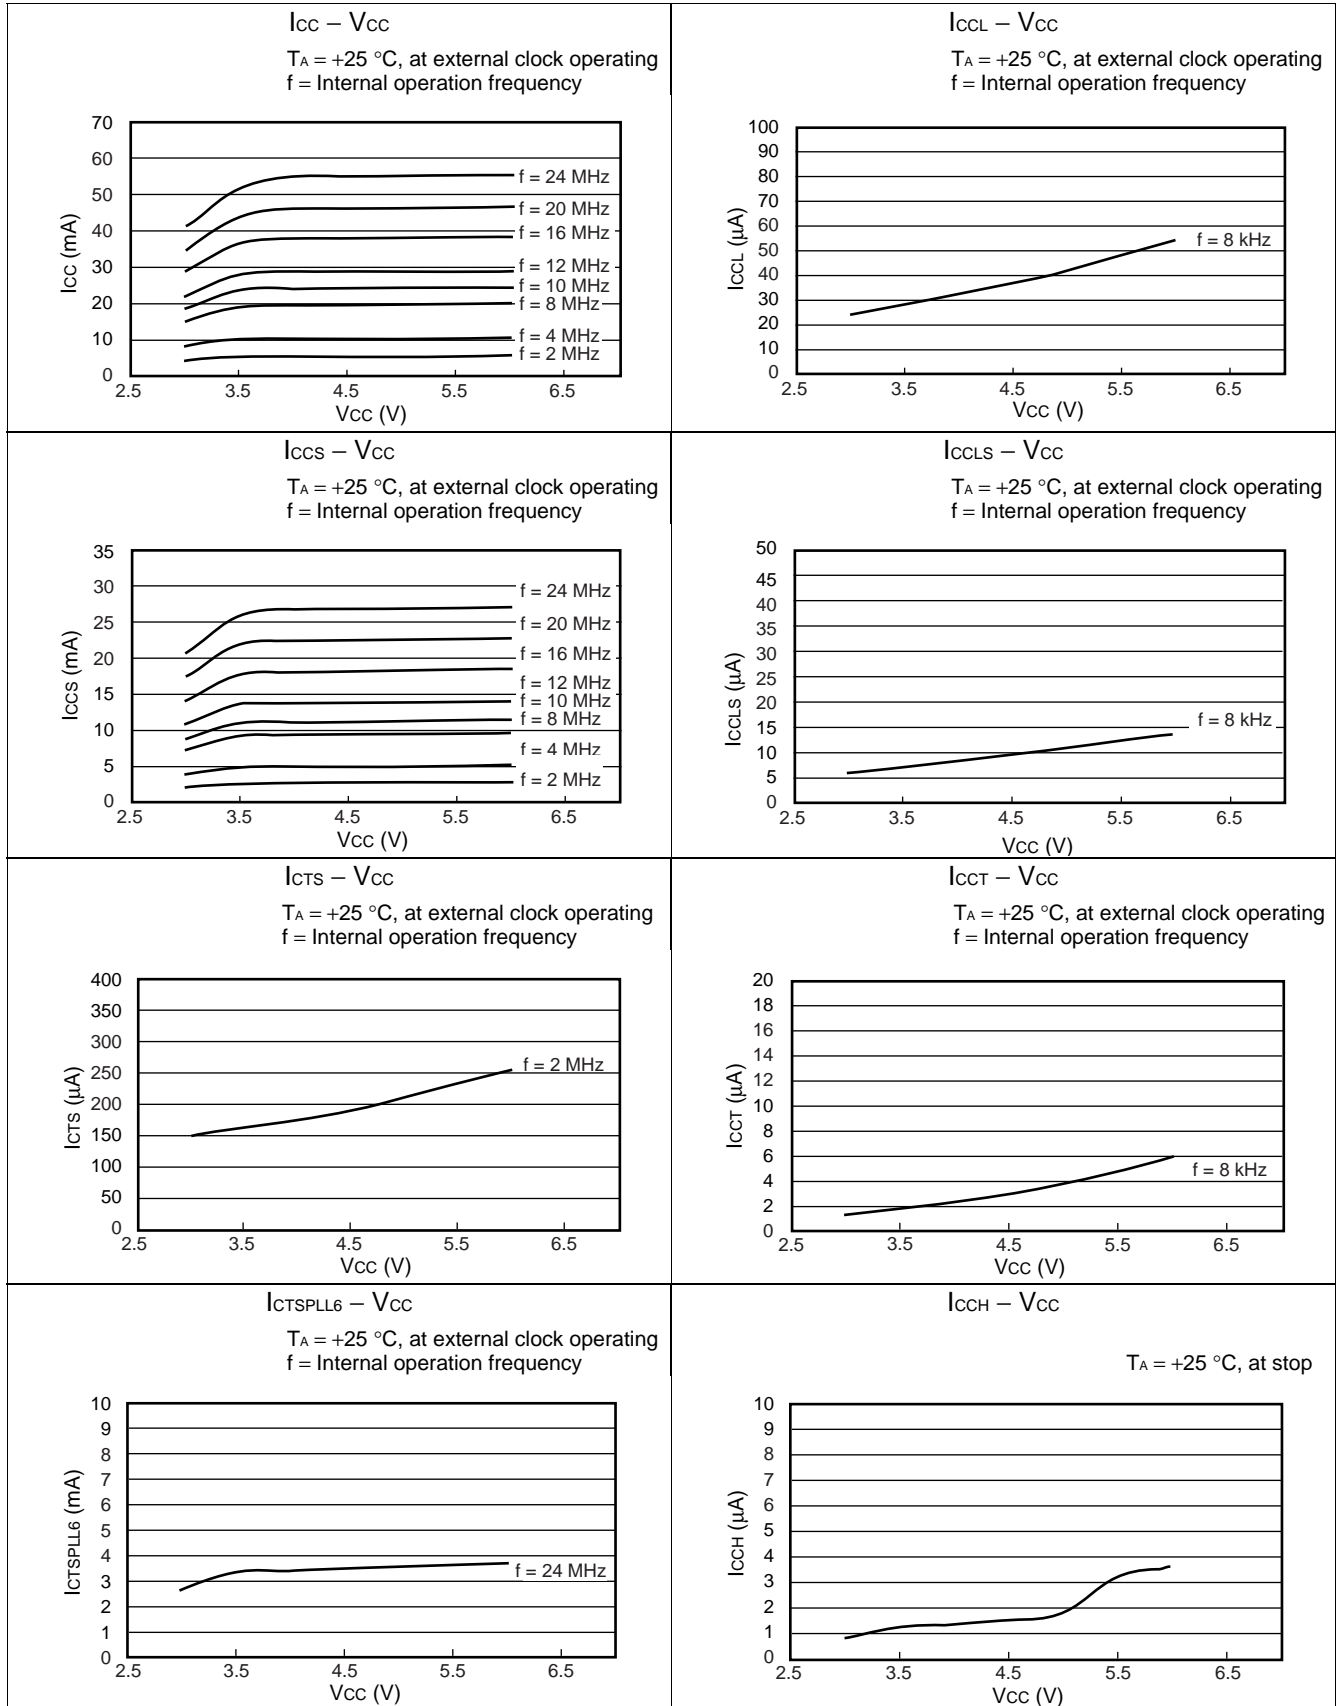 ICC – VCC
TA = +25 °C, at external clock operating
f = Internal operation frequency
70
60
50
40
30
20
10
0
ICC (mA)
f = 24 MHz
f = 20 MHz
f = 16 MHz
f = 12 MHz
f = 10 MHz
f = 8 MHz
f = 4 MHz
f = 2 MHz
2.5 3.5 4.5 5.5 6.5
VCC (V)
ICCL – VCC
TA = +25 °C, at external clock operating
f = Internal operation frequency
100
90
80
70
60
50
40
30
20
10
0
ICCL (µA)
f = 8 kHz
2.5 3.5 4.5 5.5 6.5
VCC (V)
ICCS – VCC
TA = +25 °C, at external clock operating
f = Internal operation frequency
35
30
25
20
15
10
5
0
ICCS (mA)
f = 24 MHz
f = 20 MHz
f = 16 MHz
f = 12 MHz
f = 10 MHz
f = 8 MHz
f = 4 MHz
f = 2 MHz
2.5 3.5 4.5 5.5 6.5
VCC (V)
ICCLS – VCC
TA = +25 °C, at external clock operating
f = Internal operation frequency
50
45
40
35
30
25
20
15
10
5
0
ICCLS (µA)
f = 8 kHz
2.5 3.5 4.5 5.5 6.5
VCC (V)
ICTS – VCC
TA = +25 °C, at external clock operating
f = Internal operation frequency
400
350
300
250
200
150
100
50
0
ICTS (µA)
f = 2 MHz
2.5 3.5 4.5 5.5 6.5
VCC (V)
ICCT – VCC
TA = +25 °C, at external clock operating
f = Internal operation frequency
20
18
16
14
12
10
8
6
4
2
0
ICCT (µA)
f = 8 kHz
2.5 3.5 4.5 5.5 6.5
VCC (V)
ICTSPLL6 – VCC
TA = +25 °C, at external clock operating
f = Internal operation frequency
10
9
8
7
6
5
4
3
2
1
0
ICTSPLL6 (mA)
f = 24 MHz
2.5 3.5 4.5 5.5 6.5
VCC (V)
ICCH – VCC
TA = +25 °C, at stop
10
9
8
7
6
5
4
3
2
1
0
ICCH (µA)
2.5 3.5 4.5 5.5 6.5
VCC (V)